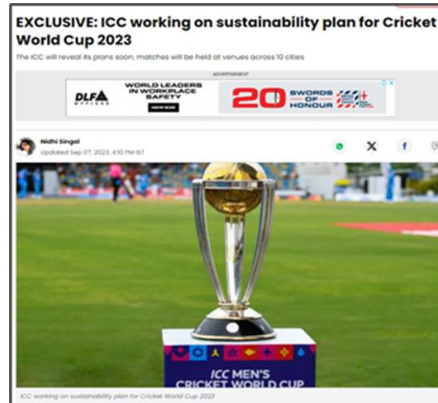 EXCLUSIVE: ICC working on sustainability plan for Cricket
World Cup 2023
The ICC will reveal its plans soon; matches will be held at venues across 10 cities
ADVERTISEMENT
DLF
OFFICES
WORLD LEADERS
IN WORKPLACE
SAFETY
20 SWORDS
OF
HONOUR
Nidhi Singal
Updated Sep 07, 2023, 4:10 PM IST
ICC MEN'S
CRICKET WORLD CUP
ICC working on sustainability plan for Cricket World Cup 2023